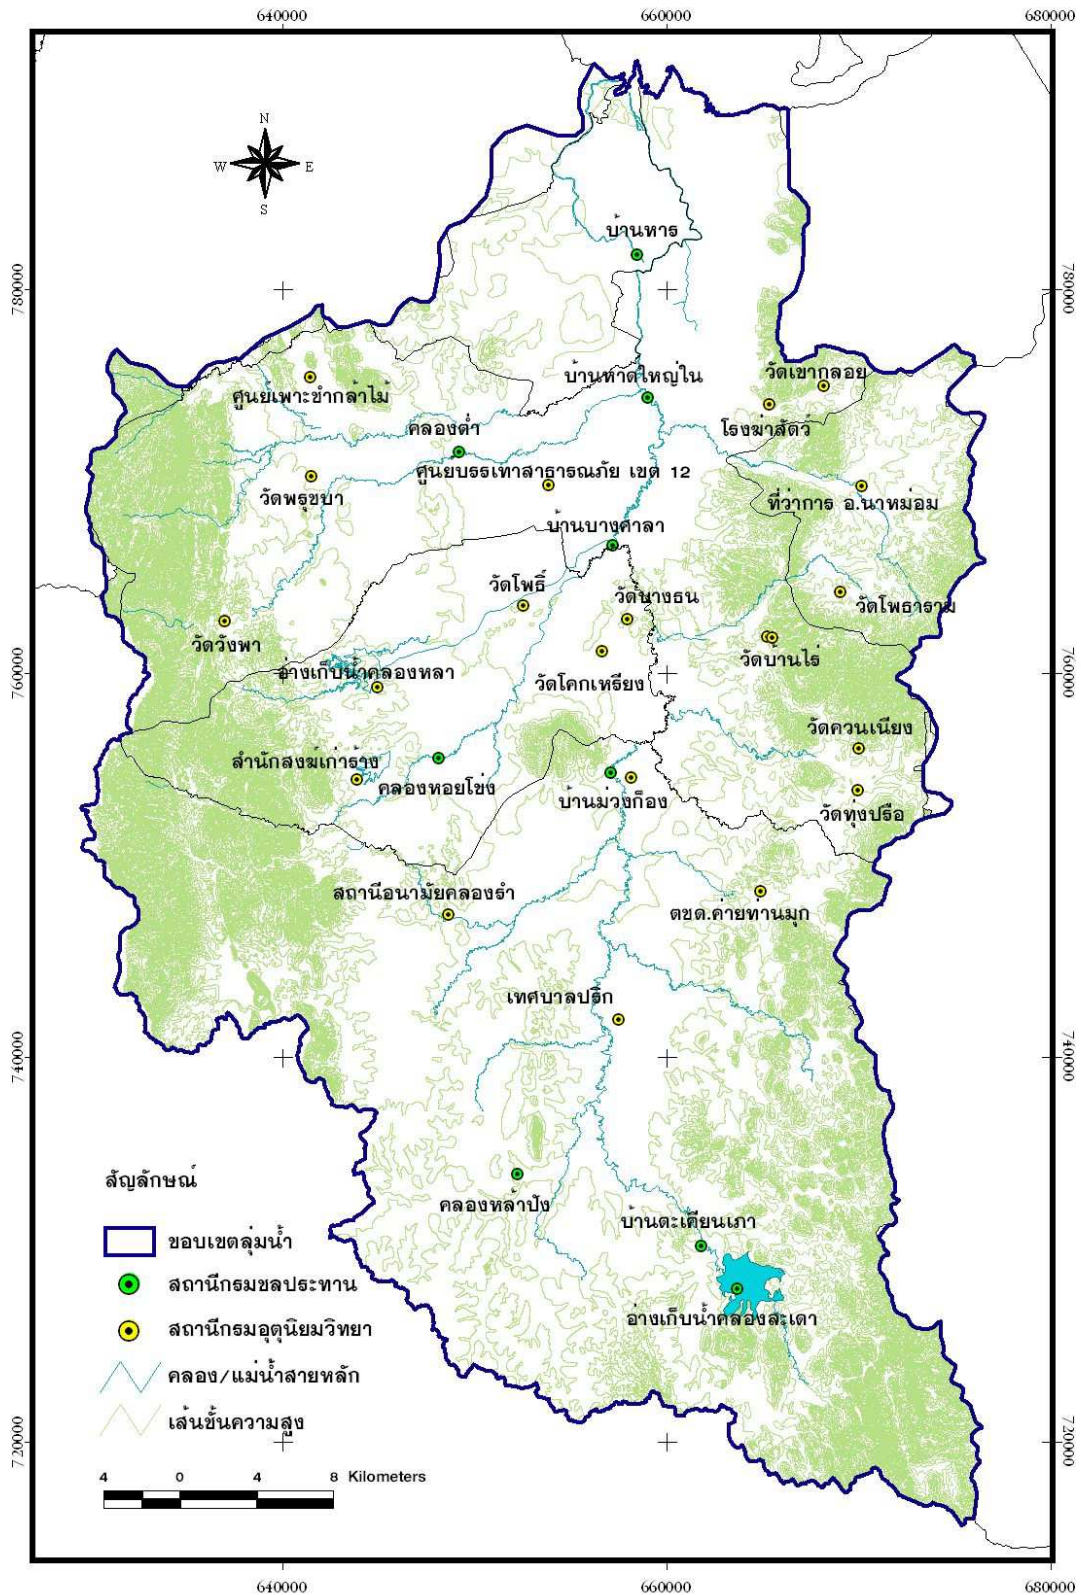 640000
660000
680000
N
W E
S
บ้านหาร
780000
780000
วัดเขากลอย
บ้านหาดใหญ่ใน
ศูนย์เพาะชำกล้าไม้
โรงฆ่าสัตว์
คลองต่ำ
ศูนย์บรรเทาสาธารณภัย เขต 12
วัดพรุชบา
ที่ว่าการ อ.นาหม่อม
บ้านบางศาลา
วัดโพธิ์
วัดบางธน
วัดโพธาราม
วัดวังพา
วัดบ้านไร่
อ่างเก็บน้ำคลองหลา
760000
760000
วัดโคกเหรียง
วัดควนเนียง
สำนักสงฆ์เก่าร้าง
คลองหอยโข่ง
บ้านม่วงก็อง
วัดทุ่งปรือ
สถานีอนามัยคลองรำ
ตชด.ค่ายท่านมุก
เทศบาลปริก
740000
740000
สัญลักษณ์
คลองหล้าปัง
บ้านตะเคียนเภา
ขอบเขตลุ่มน้ำ
สถานีกรมชลประทาน
อ่างเก็บน้ำคลองสะเดา
สถานีกรมอุตุนิยมวิทยา
คลอง/แม่น้ำสายหลัก
เส้นชั้นความสูง
720000
720000
4 0 4 8 Kilometers
640000
660000
680000